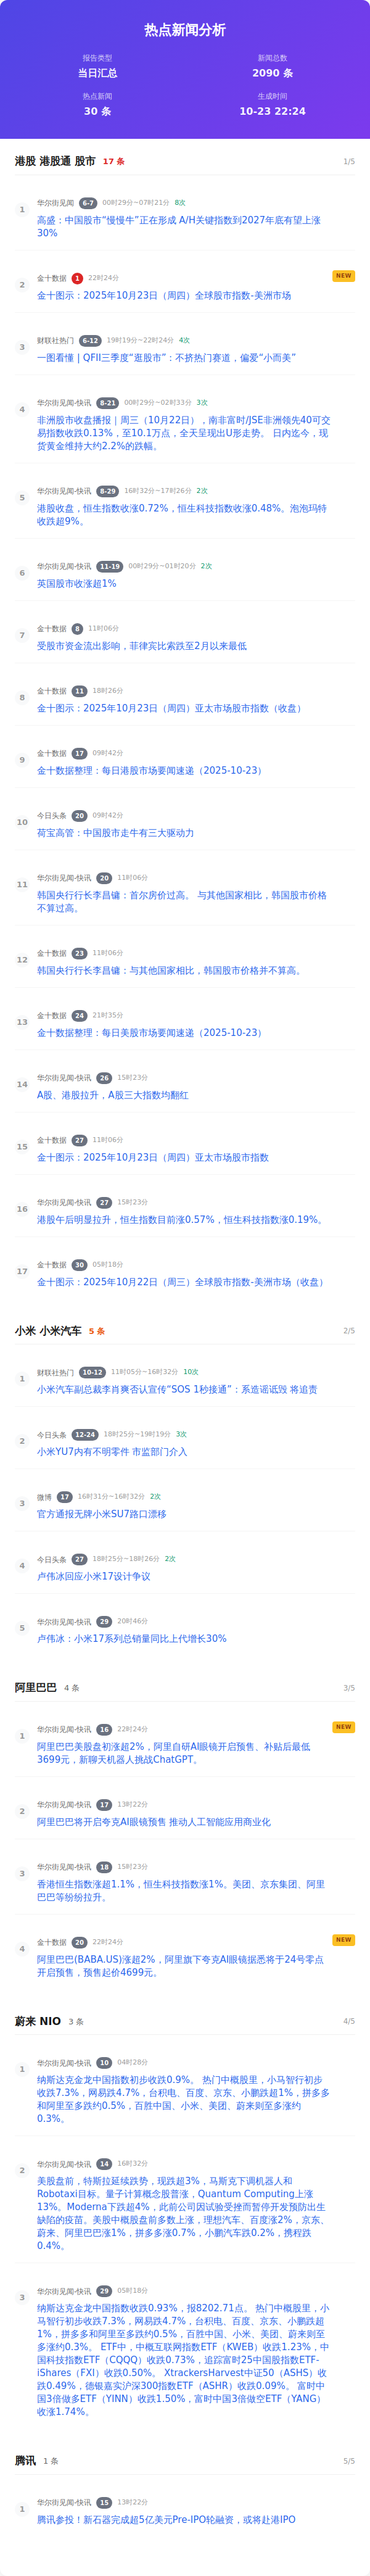 热点新闻分析
报告类型
当日汇总
新闻总数
2090 条
热点新闻
30 条
生成时间
10-23 22:24
港股 港股通 股市 17 条 1/5
1
华尔街见闻 6-7 00时29分~07时21分 8次
高盛：中国股市“慢慢牛”正在形成 A/H关键指数到2027年底有望上涨
30%
2
金十数据 1 22时24分 NEW
金十图示：2025年10月23日（周四）全球股市指数-美洲市场
3
财联社热门 6-12 19时19分~22时24分 4次
一图看懂 | QFII三季度“逛股市”：不挤热门赛道，偏爱“小而美”
4
华尔街见闻-快讯 8-21 00时29分~02时33分 3次
非洲股市收盘播报｜周三（10月22日），南非富时/JSE非洲领先40可交
易指数收跌0.13%，至10.1万点，全天呈现出U形走势。 日内迄今，现
货黄金维持大约2.2%的跌幅。
5
华尔街见闻-快讯 8-29 16时32分~17时26分 2次
港股收盘，恒生指数收涨0.72%，恒生科技指数收涨0.48%。泡泡玛特
收跌超9%。
6
华尔街见闻-快讯 11-19 00时29分~01时20分 2次
英国股市收涨超1%
7
金十数据 8 11时06分
受股市资金流出影响，菲律宾比索跌至2月以来最低
8
金十数据 11 18时26分
金十图示：2025年10月23日（周四）亚太市场股市指数（收盘）
9
金十数据 17 09时42分
金十数据整理：每日港股市场要闻速递（2025-10-23）
10
今日头条 20 09时42分
荷宝高管：中国股市走牛有三大驱动力
11
华尔街见闻-快讯 20 11时06分
韩国央行行长李昌镛：首尔房价过高。 与其他国家相比，韩国股市价格
不算过高。
12
金十数据 23 11时06分
韩国央行行长李昌镛：与其他国家相比，韩国股市价格并不算高。
13
金十数据 24 21时35分
金十数据整理：每日美股市场要闻速递（2025-10-23）
14
华尔街见闻-快讯 26 15时23分
A股、港股拉升，A股三大指数均翻红
15
金十数据 27 11时06分
金十图示：2025年10月23日（周四）亚太市场股市指数
16
华尔街见闻-快讯 27 15时23分
港股午后明显拉升，恒生指数目前涨0.57%，恒生科技指数涨0.19%。
17
金十数据 30 05时18分
金十图示：2025年10月22日（周三）全球股市指数-美洲市场（收盘）
小米 小米汽车 5 条 2/5
1
财联社热门 10-12 11时05分~16时32分 10次
小米汽车副总裁李肖爽否认宣传“SOS 1秒接通”：系造谣诋毁 将追责
2
今日头条 12-24 18时25分~19时19分 3次
小米YU7内有不明零件 市监部门介入
3
微博 17 16时31分~16时32分 2次
官方通报无牌小米SU7路口漂移
4
今日头条 27 18时25分~18时26分 2次
卢伟冰回应小米17设计争议
5
华尔街见闻-快讯 29 20时46分
卢伟冰：小米17系列总销量同比上代增长30%
阿里巴巴 4 条 3/5
1
华尔街见闻-快讯 16 22时24分 NEW
阿里巴巴美股盘初涨超2%，阿里自研AI眼镜开启预售、补贴后最低
3699元，新聊天机器人挑战ChatGPT。
2
华尔街见闻-快讯 17 13时22分
阿里巴巴将开启夸克AI眼镜预售 推动人工智能应用商业化
3
华尔街见闻-快讯 18 15时23分
香港恒生指数涨超1.1%，恒生科技指数涨1%。美团、京东集团、阿里
巴巴等纷纷拉升。
4
金十数据 20 22时24分 NEW
阿里巴巴(BABA.US)涨超2%，阿里旗下夸克AI眼镜据悉将于24号零点
开启预售，预售起价4699元。
蔚来 NIO 3 条 4/5
1
华尔街见闻-快讯 10 04时28分
纳斯达克金龙中国指数初步收跌0.9%。 热门中概股里，小马智行初步
收跌7.3%，网易跌4.7%，台积电、百度、京东、小鹏跌超1%，拼多多
和阿里至多跌约0.5%，百胜中国、小米、美团、蔚来则至多涨约
0.3%。
2
华尔街见闻-快讯 14 16时32分
美股盘前，特斯拉延续跌势，现跌超3%，马斯克下调机器人和
Robotaxi目标。量子计算概念股普涨，Quantum Computing上涨
13%。Moderna下跌超4%，此前公司因试验受挫而暂停开发预防出生
缺陷的疫苗。美股中概股盘前多数上涨，理想汽车、百度涨2%，京东、
蔚来、阿里巴巴涨1%，拼多多涨0.7%，小鹏汽车跌0.2%，携程跌
0.4%。
3
华尔街见闻-快讯 29 05时18分
纳斯达克金龙中国指数收跌0.93%，报8202.71点。 热门中概股里，小
马智行初步收跌7.3%，网易跌4.7%，台积电、百度、京东、小鹏跌超
1%，拼多多和阿里至多跌约0.5%，百胜中国、小米、美团、蔚来则至
多涨约0.3%。 ETF中，中概互联网指数ETF（KWEB）收跌1.23%，中
国科技指数ETF（CQQQ）收跌0.73%，追踪富时25中国股指数ETF-
iShares（FXI）收跌0.50%。 XtrackersHarvest中证50（ASHS）收
跌0.49%，德银嘉实沪深300指数ETF（ASHR）收跌0.09%。 富时中
国3倍做多ETF（YINN）收跌1.50%，富时中国3倍做空ETF（YANG）
收涨1.74%。
腾讯 1 条 5/5
1
华尔街见闻-快讯 15 13时22分
腾讯参投！新石器完成超5亿美元Pre-IPO轮融资，或将赴港IPO